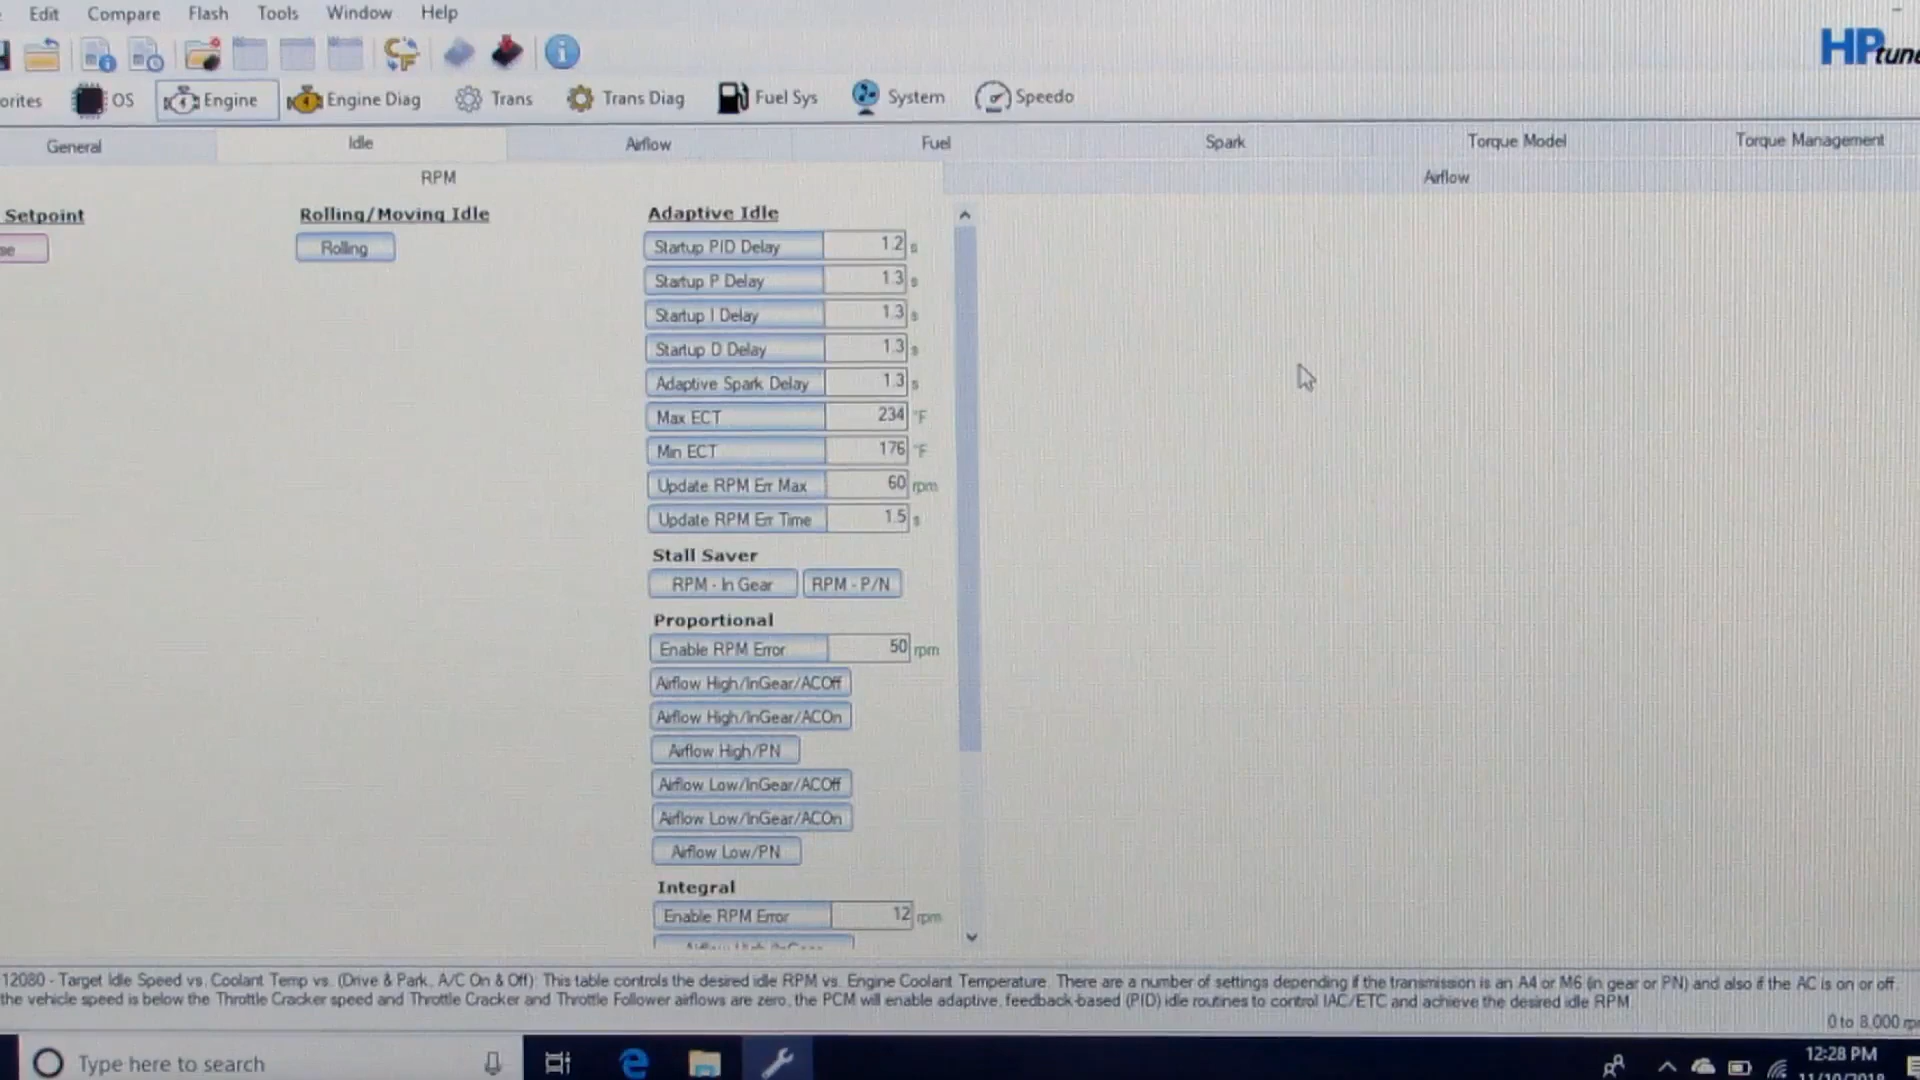 Edit Compare Flash Tools Window Help
HP
orites OS Engine Engine Diag Trans Trans Diag Fuel Sys System Speedo
General Idle Airflow Fuel Spark Torque Model Torque Management
RPM Airflow
Setpoint Rolling/Moving Idle Adaptive Idle
se Rolling Startup PID Delay 1.2 s
Startup P Delay 1.3 s
Startup I Delay 1.3 s
Startup D Delay 1.3 s
Adaptive Spark Delay 1.3 s
Max ECT 234 °F
Min ECT 176 °F
Update RPM Err Max 60 rpm
Update RPM Err Time 1.5 s
Stall Saver
RPM - In Gear RPM - P/N
Proportional
Enable RPM Error 50 rpm
Airflow High/InGear/ACOff
Airflow High/InGear/ACOn
Airflow High/PN
Airflow Low/InGear/ACOff
Airflow Low/InGear/ACOn
Airflow Low/PN
Integral
Enable RPM Error 12 rpm
12080 - Target Idle Speed vs. Coolant Temp vs. (Drive & Park, A/C On & Off): This table controls the desired idle RPM vs. Engine Coolant Temperature. There are a number of settings depending if the transmission is an A4 or M6 (in gear or PN) and also if the AC is on or off.
the vehicle speed is below the Throttle Cracker speed and Throttle Cracker and Throttle Follower airflows are zero, the PCM will enable adaptive, feedback-based (PID) idle routines to control IAC/ETC and achieve the desired idle RPM.
0 to 8,000 rp
Type here to search 12:28 PM